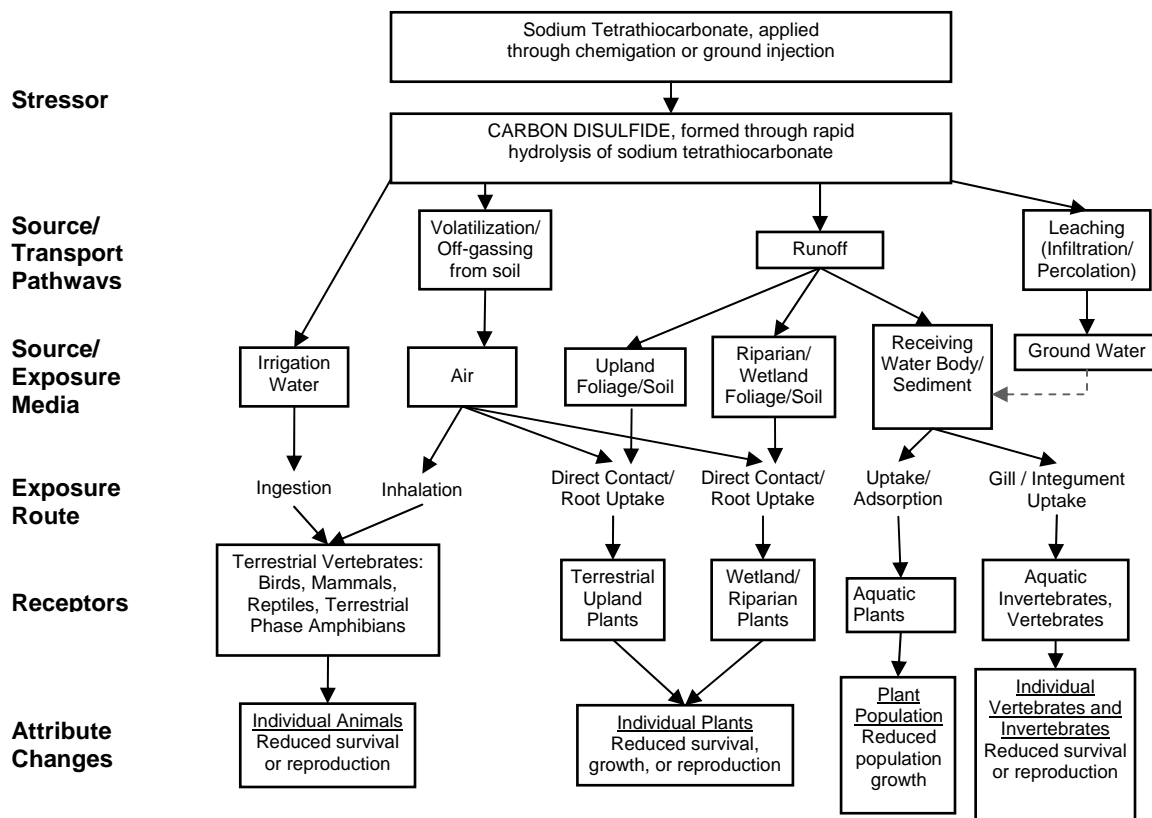 Sodium Tetrathiocarbonate, applied
through chemigation or ground injection
Stressor
CARBON DISULFIDE, formed through rapid
hydrolysis of sodium tetrathiocarbonate
Source/
Transport
Pathwavs
Volatilization/
Off-gassing
from soil
Runoff
Leaching
(Infiltration/
Percolation)
Source/
Exposure
Media
Irrigation
Water
Air
Upland
Foliage/Soil
Riparian/
Wetland
Foliage/Soil
Receiving
Water Body/
Sediment
Ground Water
Exposure
Route
Ingestion
Inhalation
Direct Contact/
Root Uptake
Direct Contact/
Root Uptake
Uptake/
Adsorption
Gill / Integument
Uptake
Receptors
Terrestrial Vertebrates:
Birds, Mammals,
Reptiles, Terrestrial
Phase Amphibians
Terrestrial
Upland
Plants
Wetland/
Riparian
Plants
Aquatic
Plants
Aquatic
Invertebrates,
Vertebrates
Attribute
Changes
Individual Animals
Reduced survival
or reproduction
Individual Plants
Reduced survival,
growth, or reproduction
Plant
Population
Reduced
population
growth
Individual
Vertebrates and
Invertebrates
Reduced survival
or reproduction